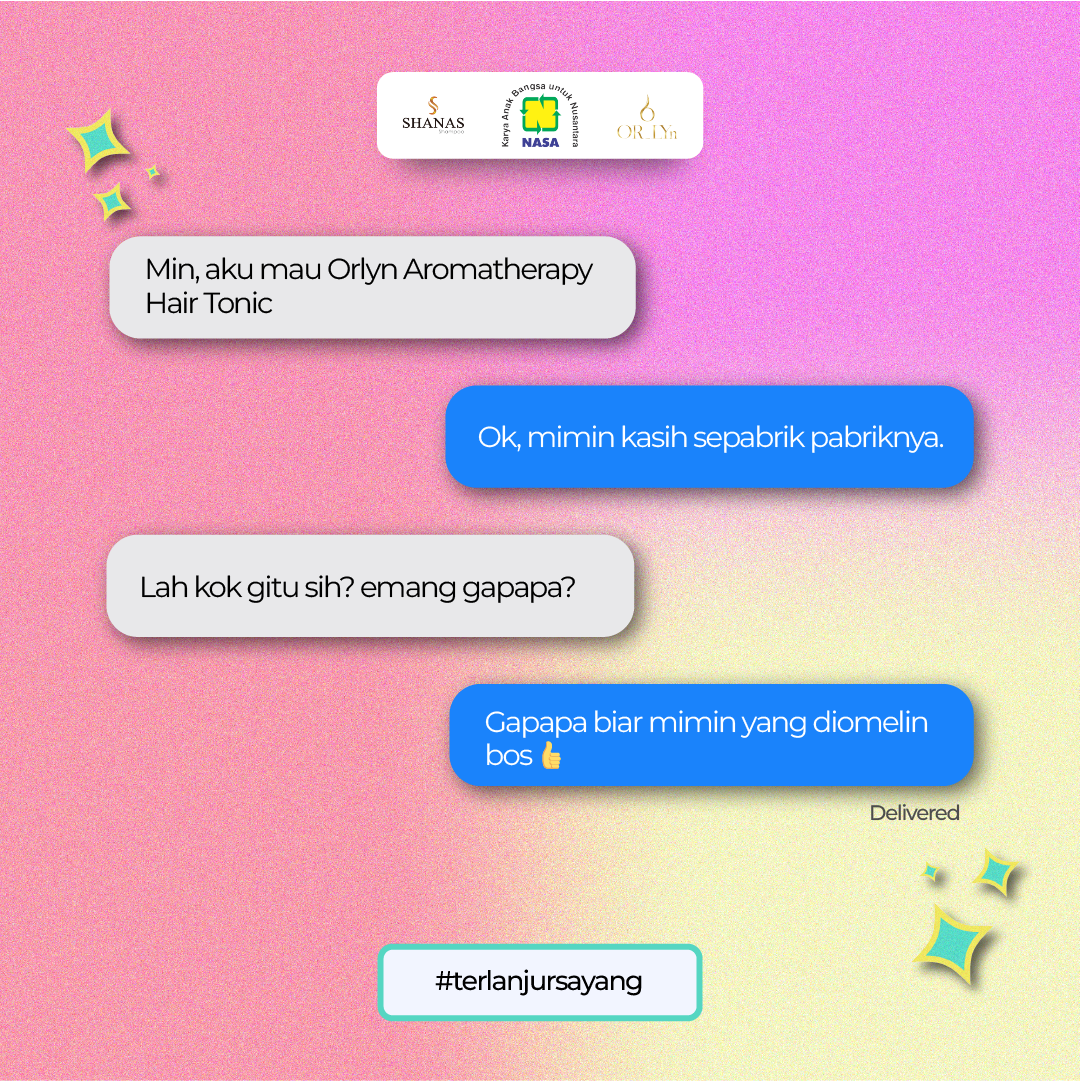 SHANAS
Shampoo
Karya Anak Bangsa untuk Nusantara
N
NASA
ORLYn
Min, aku mau Orlyn Aromatherapy
Hair Tonic
Ok, mimin kasih sepabrik pabriknya.
Lah kok gitu sih? emang gapapa?
Gapapa biar mimin yang diomelin
bos 👍
Delivered
#terlanjursayang